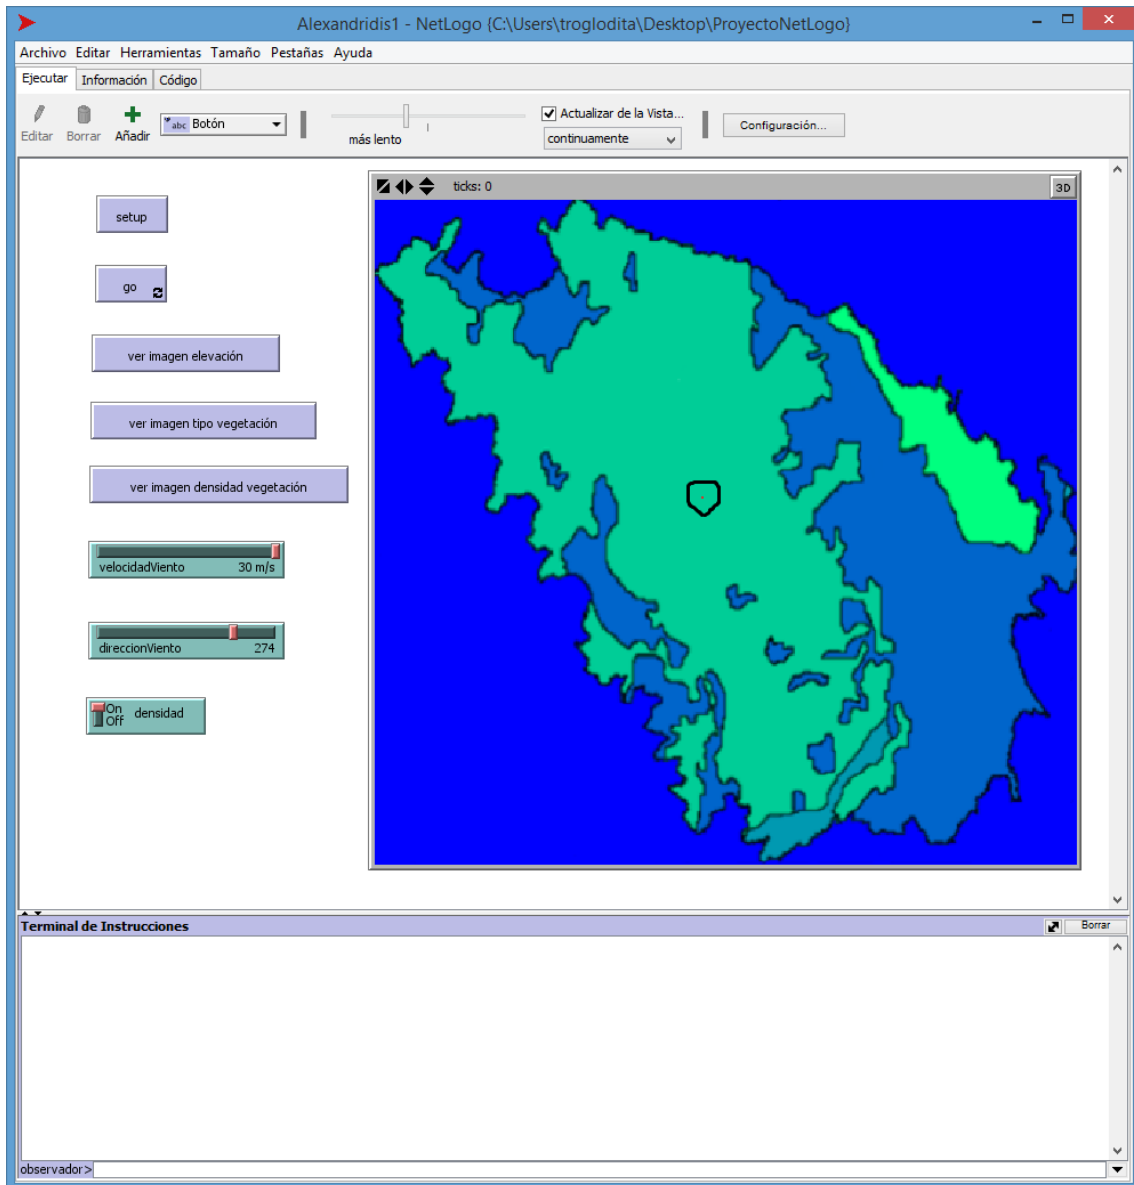 Alexandridis1 - NetLogo {C:\Users\troglodita\Desktop\ProyectoNetLogo}
Archivo Editar Herramientas Tamaño Pestañas Ayuda
Ejecutar Información Código
Editar Borrar Añadir abc Botón
más lento
Actualizar de la Vista...
continuamente
Configuración...
ticks: 0
3D
setup
go
ver imagen elevación
ver imagen tipo vegetación
ver imagen densidad vegetación
velocidadViento 30 m/s
direccionViento 274
On
Off
densidad
Terminal de Instrucciones
Borrar
observador>